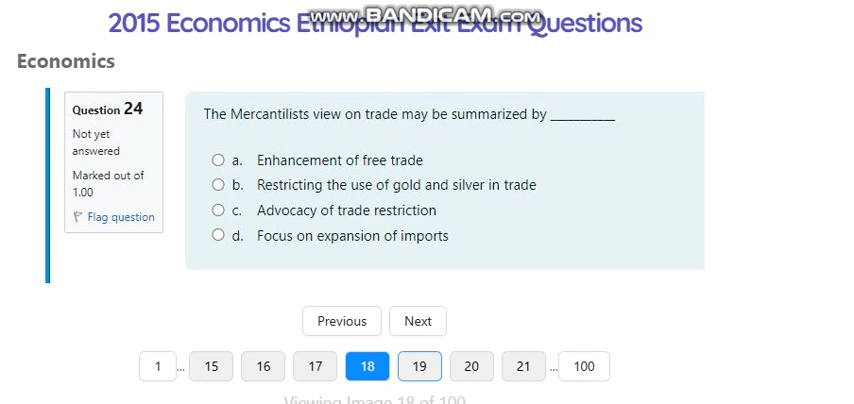 www.BANDICAM.com
2015 Economics Ethiopian Exit Exam Questions
Economics
Question 24
Not yet
answered
Marked out of
1.00
Flag question
The Mercantilists view on trade may be summarized by __________
a. Enhancement of free trade
b. Restricting the use of gold and silver in trade
c. Advocacy of trade restriction
d. Focus on expansion of imports
Previous Next
1 ... 15 16 17 18 19 20 21 ... 100
Viewing Image 18 of 100